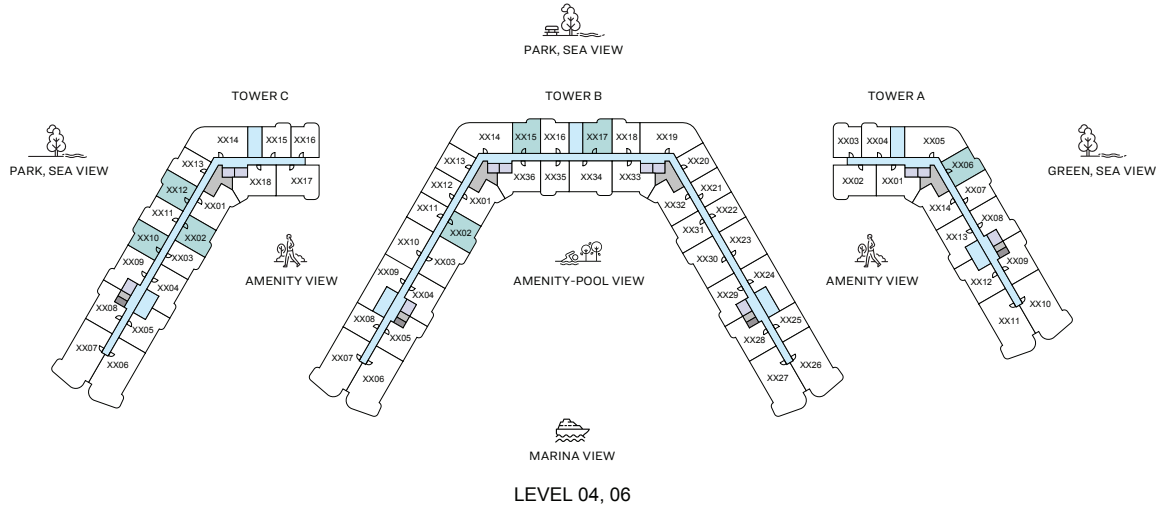 PARK, SEA VIEW
TOWER C
TOWER B
TOWER A
PARK, SEA VIEW
GREEN, SEA VIEW
XX14
XX15
XX16
XX13
XX18
XX17
XX12
XX01
XX11
XX10
XX02
XX09
XX03
XX08
XX04
XX05
XX07
XX06
AMENITY VIEW
XX14
XX15
XX16
XX17
XX18
XX19
XX13
XX36
XX35
XX34
XX33
XX20
XX12
XX01
XX32
XX21
XX11
XX02
XX31
XX22
XX10
XX03
XX30
XX23
XX09
XX04
XX29
XX24
XX08
XX05
XX28
XX25
XX07
XX06
XX27
XX26
AMENITY-POOL VIEW
AMENITY VIEW
XX03
XX04
XX05
XX02
XX01
XX06
XX14
XX07
XX13
XX08
XX12
XX09
XX11
XX10
MARINA VIEW
LEVEL 04, 06